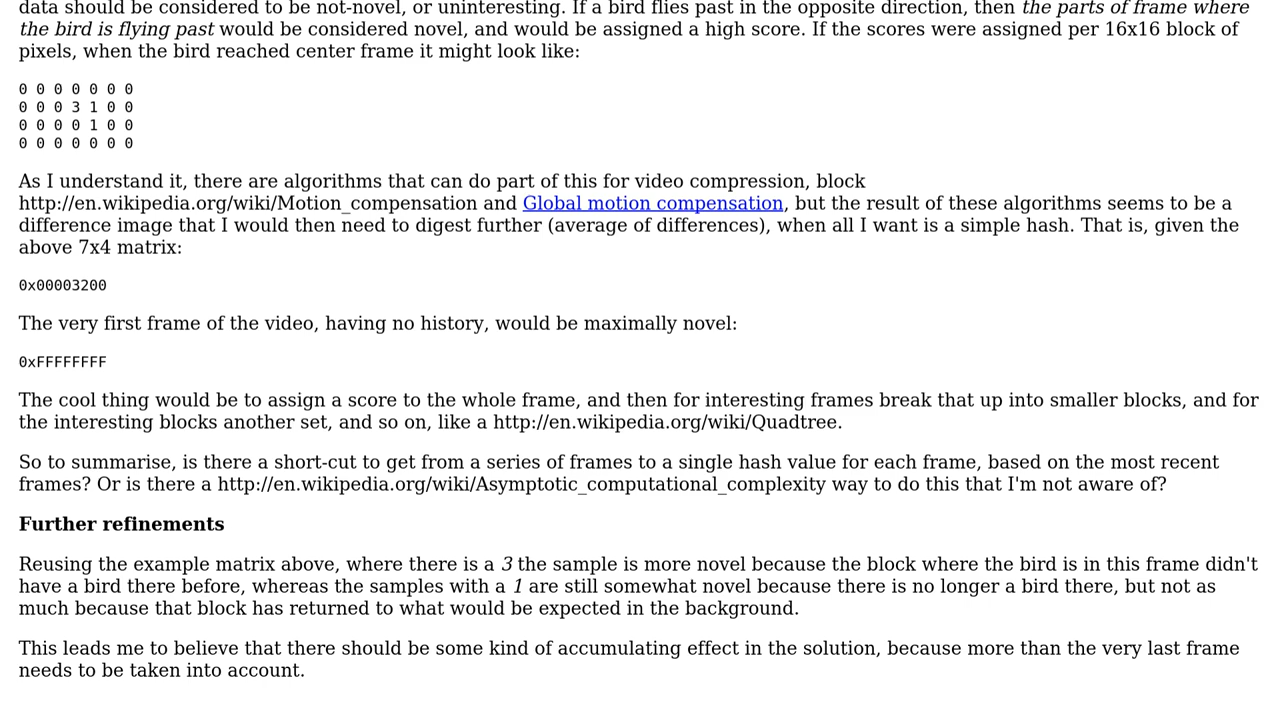 data should be considered to be not-novel, or uninteresting. If a bird flies past in the opposite direction, then the parts of frame where
the bird is flying past would be considered novel, and would be assigned a high score. If the scores were assigned per 16x16 block of
pixels, when the bird reached center frame it might look like:
0 0 0 0 0 0 0
0 0 0 3 1 0 0
0 0 0 0 1 0 0
0 0 0 0 0 0 0
As I understand it, there are algorithms that can do part of this for video compression, block
http://en.wikipedia.org/wiki/Motion_compensation and Global motion compensation, but the result of these algorithms seems to be a
difference image that I would then need to digest further (average of differences), when all I want is a simple hash. That is, given the
above 7x4 matrix:
0x00003200
The very first frame of the video, having no history, would be maximally novel:
0xFFFFFFFF
The cool thing would be to assign a score to the whole frame, and then for interesting frames break that up into smaller blocks, and for
the interesting blocks another set, and so on, like a http://en.wikipedia.org/wiki/Quadtree.
So to summarise, is there a short-cut to get from a series of frames to a single hash value for each frame, based on the most recent
frames? Or is there a http://en.wikipedia.org/wiki/Asymptotic_computational_complexity way to do this that I'm not aware of?
Further refinements
Reusing the example matrix above, where there is a 3 the sample is more novel because the block where the bird is in this frame didn't
have a bird there before, whereas the samples with a 1 are still somewhat novel because there is no longer a bird there, but not as
much because that block has returned to what would be expected in the background.
This leads me to believe that there should be some kind of accumulating effect in the solution, because more than the very last frame
needs to be taken into account.